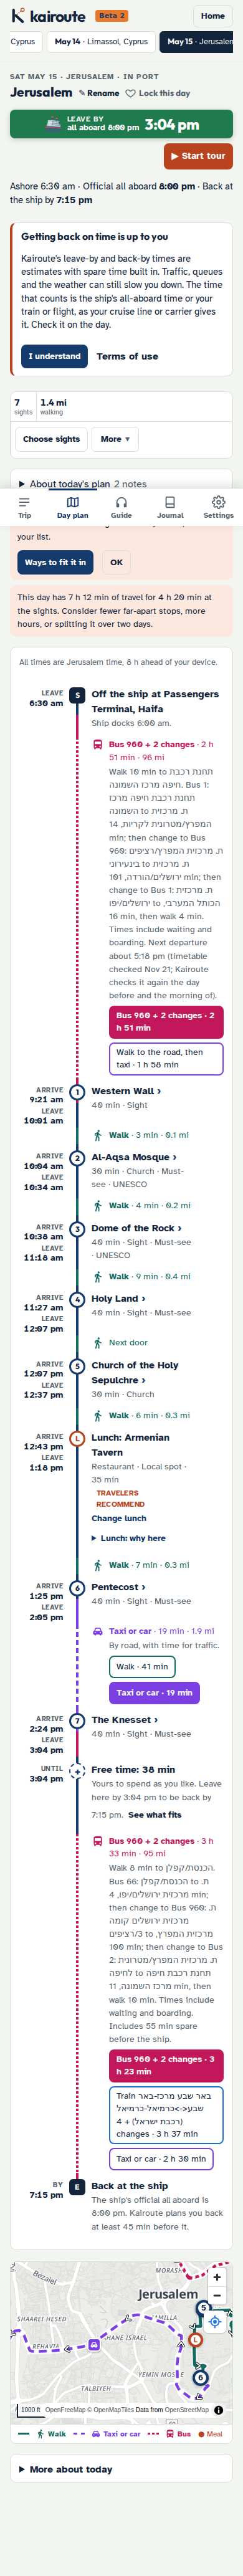 kairoute Beta 2 Home
Cyprus May 14 · Limassol, Cyprus May 15 · Jerusalem
SAT MAY 15 · JERUSALEM · IN PORT
Jerusalem ✎ Rename Lock this day
LEAVE BY
all aboard 8:00 pm 3:04 pm
▶ Start tour
Ashore 6:30 am · Official all aboard 8:00 pm · Back at
the ship by 7:15 pm
Getting back on time is up to you
Kairoute's leave-by and back-by times are
estimates with spare time built in. Traffic, queues
and the weather can still slow you down. The time
that counts is the ship's all-aboard time or your
train or flight, as your cruise line or carrier gives
it. Check it on the day.
I understand Terms of use
7
sights
1.4 mi
walking
Choose sights More ▾
▶ About today's plan 2 notes
Trip Day plan Guide Journal Settings
your list.
Ways to fit it in OK
This day has 7 h 12 min of travel for 4 h 20 min at
the sights. Consider fewer far-apart stops, more
hours, or splitting it over two days.
All times are Jerusalem time, 8 h ahead of your device.
LEAVE
6:30 am
S
Off the ship at Passengers
Terminal, Haifa
Ship docks 6:00 am.
Bus 960 + 2 changes · 2 h
51 min · 96 mi
Walk 10 min to תחנת רכבת
חיפה מרכז השמונה. Bus 1:
תחנת רכבת חיפה מרכז
השמונה to ת. מרכזית
המפרץ/מטרונית לקריות, 14
min; then change to Bus
960: ת. מרכזית המפרץ/רציפים
בינעירוני to ת. מרכזית
ירושלים/הורדה, 101 min; then
change to Bus 1: ת. מרכזית
ירושלים/יפו to הכותל המערבי,
16 min, then walk 4 min.
Times include waiting and
boarding. Next departure
about 5:18 pm (timetable
checked Nov 21; Kairoute
checks it again the day
before and the morning of).
Bus 960 + 2 changes · 2
h 51 min
Walk to the road, then
taxi · 1 h 58 min
ARRIVE
9:21 am
LEAVE
10:01 am
1
Western Wall ›
40 min · Sight
Walk · 3 min · 0.1 mi
ARRIVE
10:04 am
LEAVE
10:34 am
2
Al-Aqsa Mosque ›
30 min · Church · Must-
see · UNESCO
Walk · 4 min · 0.2 mi
ARRIVE
10:38 am
LEAVE
11:18 am
3
Dome of the Rock ›
40 min · Sight · Must-see
· UNESCO
Walk · 9 min · 0.4 mi
ARRIVE
11:27 am
LEAVE
12:07 pm
4
Holy Land ›
40 min · Sight · Must-see
Next door
ARRIVE
12:07 pm
LEAVE
12:37 pm
5
Church of the Holy
Sepulchre ›
30 min · Church
Walk · 6 min · 0.3 mi
ARRIVE
12:43 pm
LEAVE
1:18 pm
L
Lunch: Armenian
Tavern
Restaurant · Local spot ·
35 min
TRAVELERS
RECOMMEND
Change lunch
▶ Lunch: why here
Walk · 7 min · 0.3 mi
ARRIVE
1:25 pm
LEAVE
2:05 pm
6
Pentecost ›
40 min · Sight · Must-see
Taxi or car · 19 min · 1.9 mi
By road, with time for traffic.
Walk · 41 min
Taxi or car · 19 min
ARRIVE
2:24 pm
LEAVE
3:04 pm
7
The Knesset ›
40 min · Sight · Must-see
UNTIL
3:04 pm
Free time: 38 min
Yours to spend as you like. Leave
here by 3:04 pm to be back by
7:15 pm. See what fits
Bus 960 + 2 changes · 3 h
33 min · 95 mi
Walk 8 min to הכנסת/קפלן.
Bus 66: הכנסת/קפלן to ת.
מרכזית ירושלים/יפו, 4 min;
then change to Bus 960: ת.
מרכזית ירושלים קומה
3/רציפים to מרכזית המפרץ,
100 min; then change to Bus
2: ת. מרכזית המפרץ/מטרונית
לחיפה to תחנת רכבת חיפה
מרכז השמונה, 11 min, then
walk 10 min. Times include
waiting and boarding.
Includes 55 min spare
before the ship.
Bus 960 + 2 changes · 3
h 23 min
Train באר שבע מרכז-באר
שבע<->כרמיאל-כרמיאל
(רכבת ישראל) + 4
changes · 3 h 37 min
Taxi or car · 2 h 30 min
BY
7:15 pm
E
Back at the ship
The ship's official all aboard is
8:00 pm. Kairoute plans you back
at least 45 min before it.
Bezalel
MORASHA
Jerusalem
SHAAREI HESED
MAMILLA
REHAVIA
SHANE ISRAEL
YEMIN MOSHE
TALBIYEH
5
L
6
+
−
1000 ft OpenFreeMap © OpenMapTiles Data from OpenStreetMap
Walk Taxi or car Bus Meal
▶ More about today